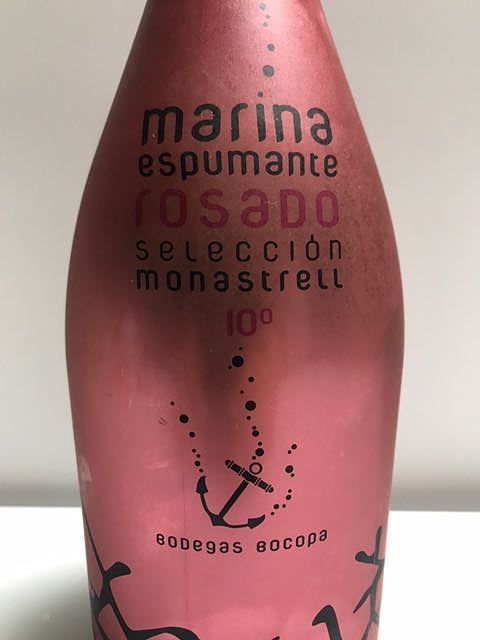 marina
espumante
rosado
selección
monastrell
10º
Bodegas Bocopa